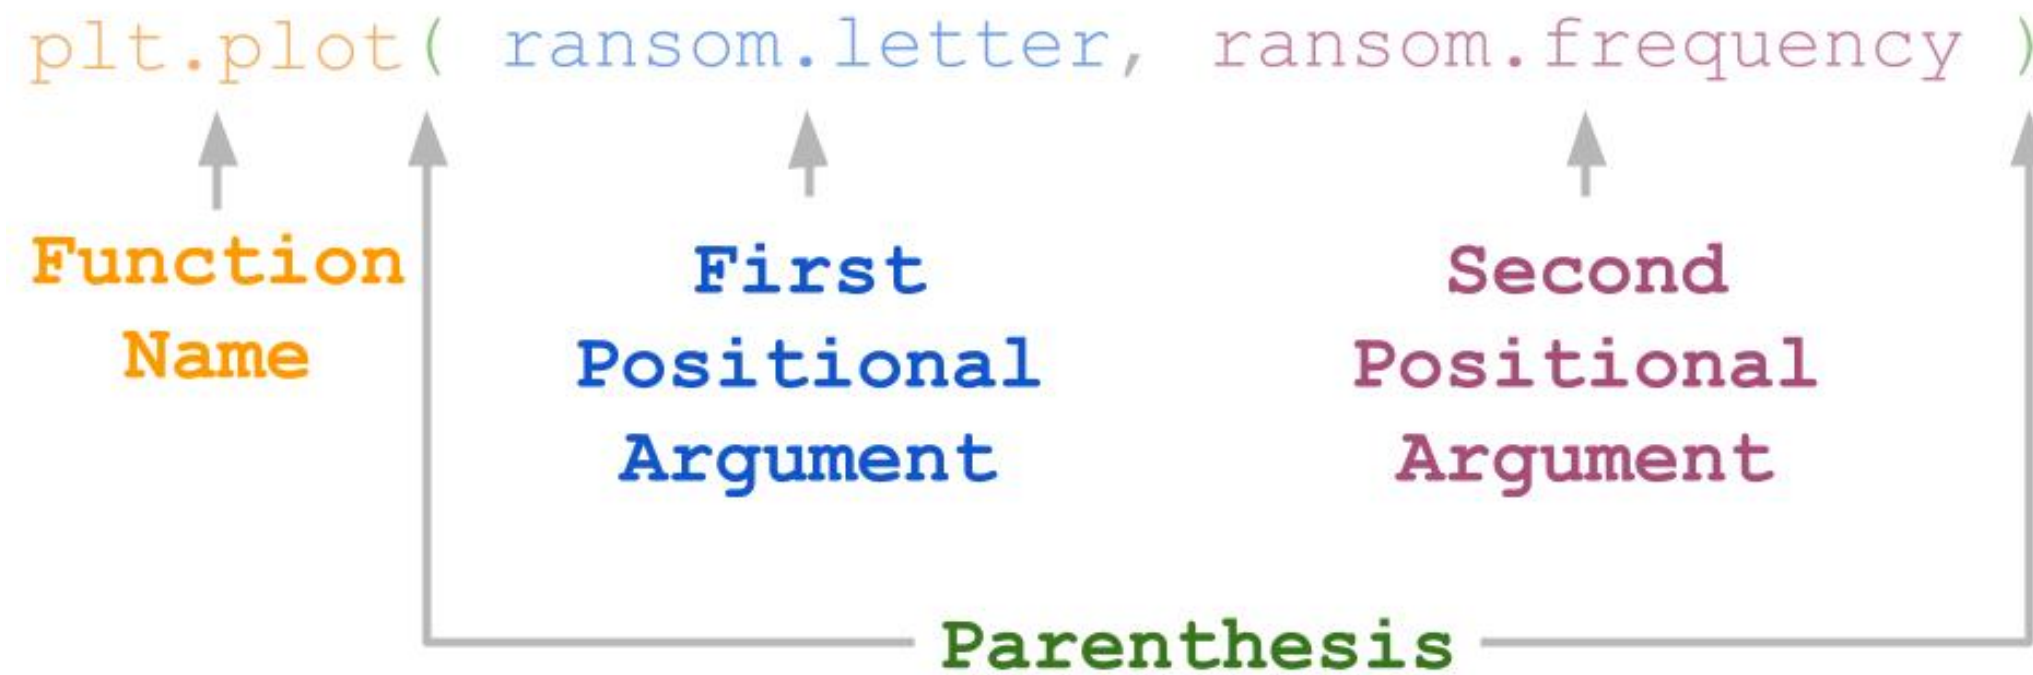 plt.plot( ransom.letter, ransom.frequency )
Function
Name
First
Positional
Argument
Second
Positional
Argument
Parenthesis